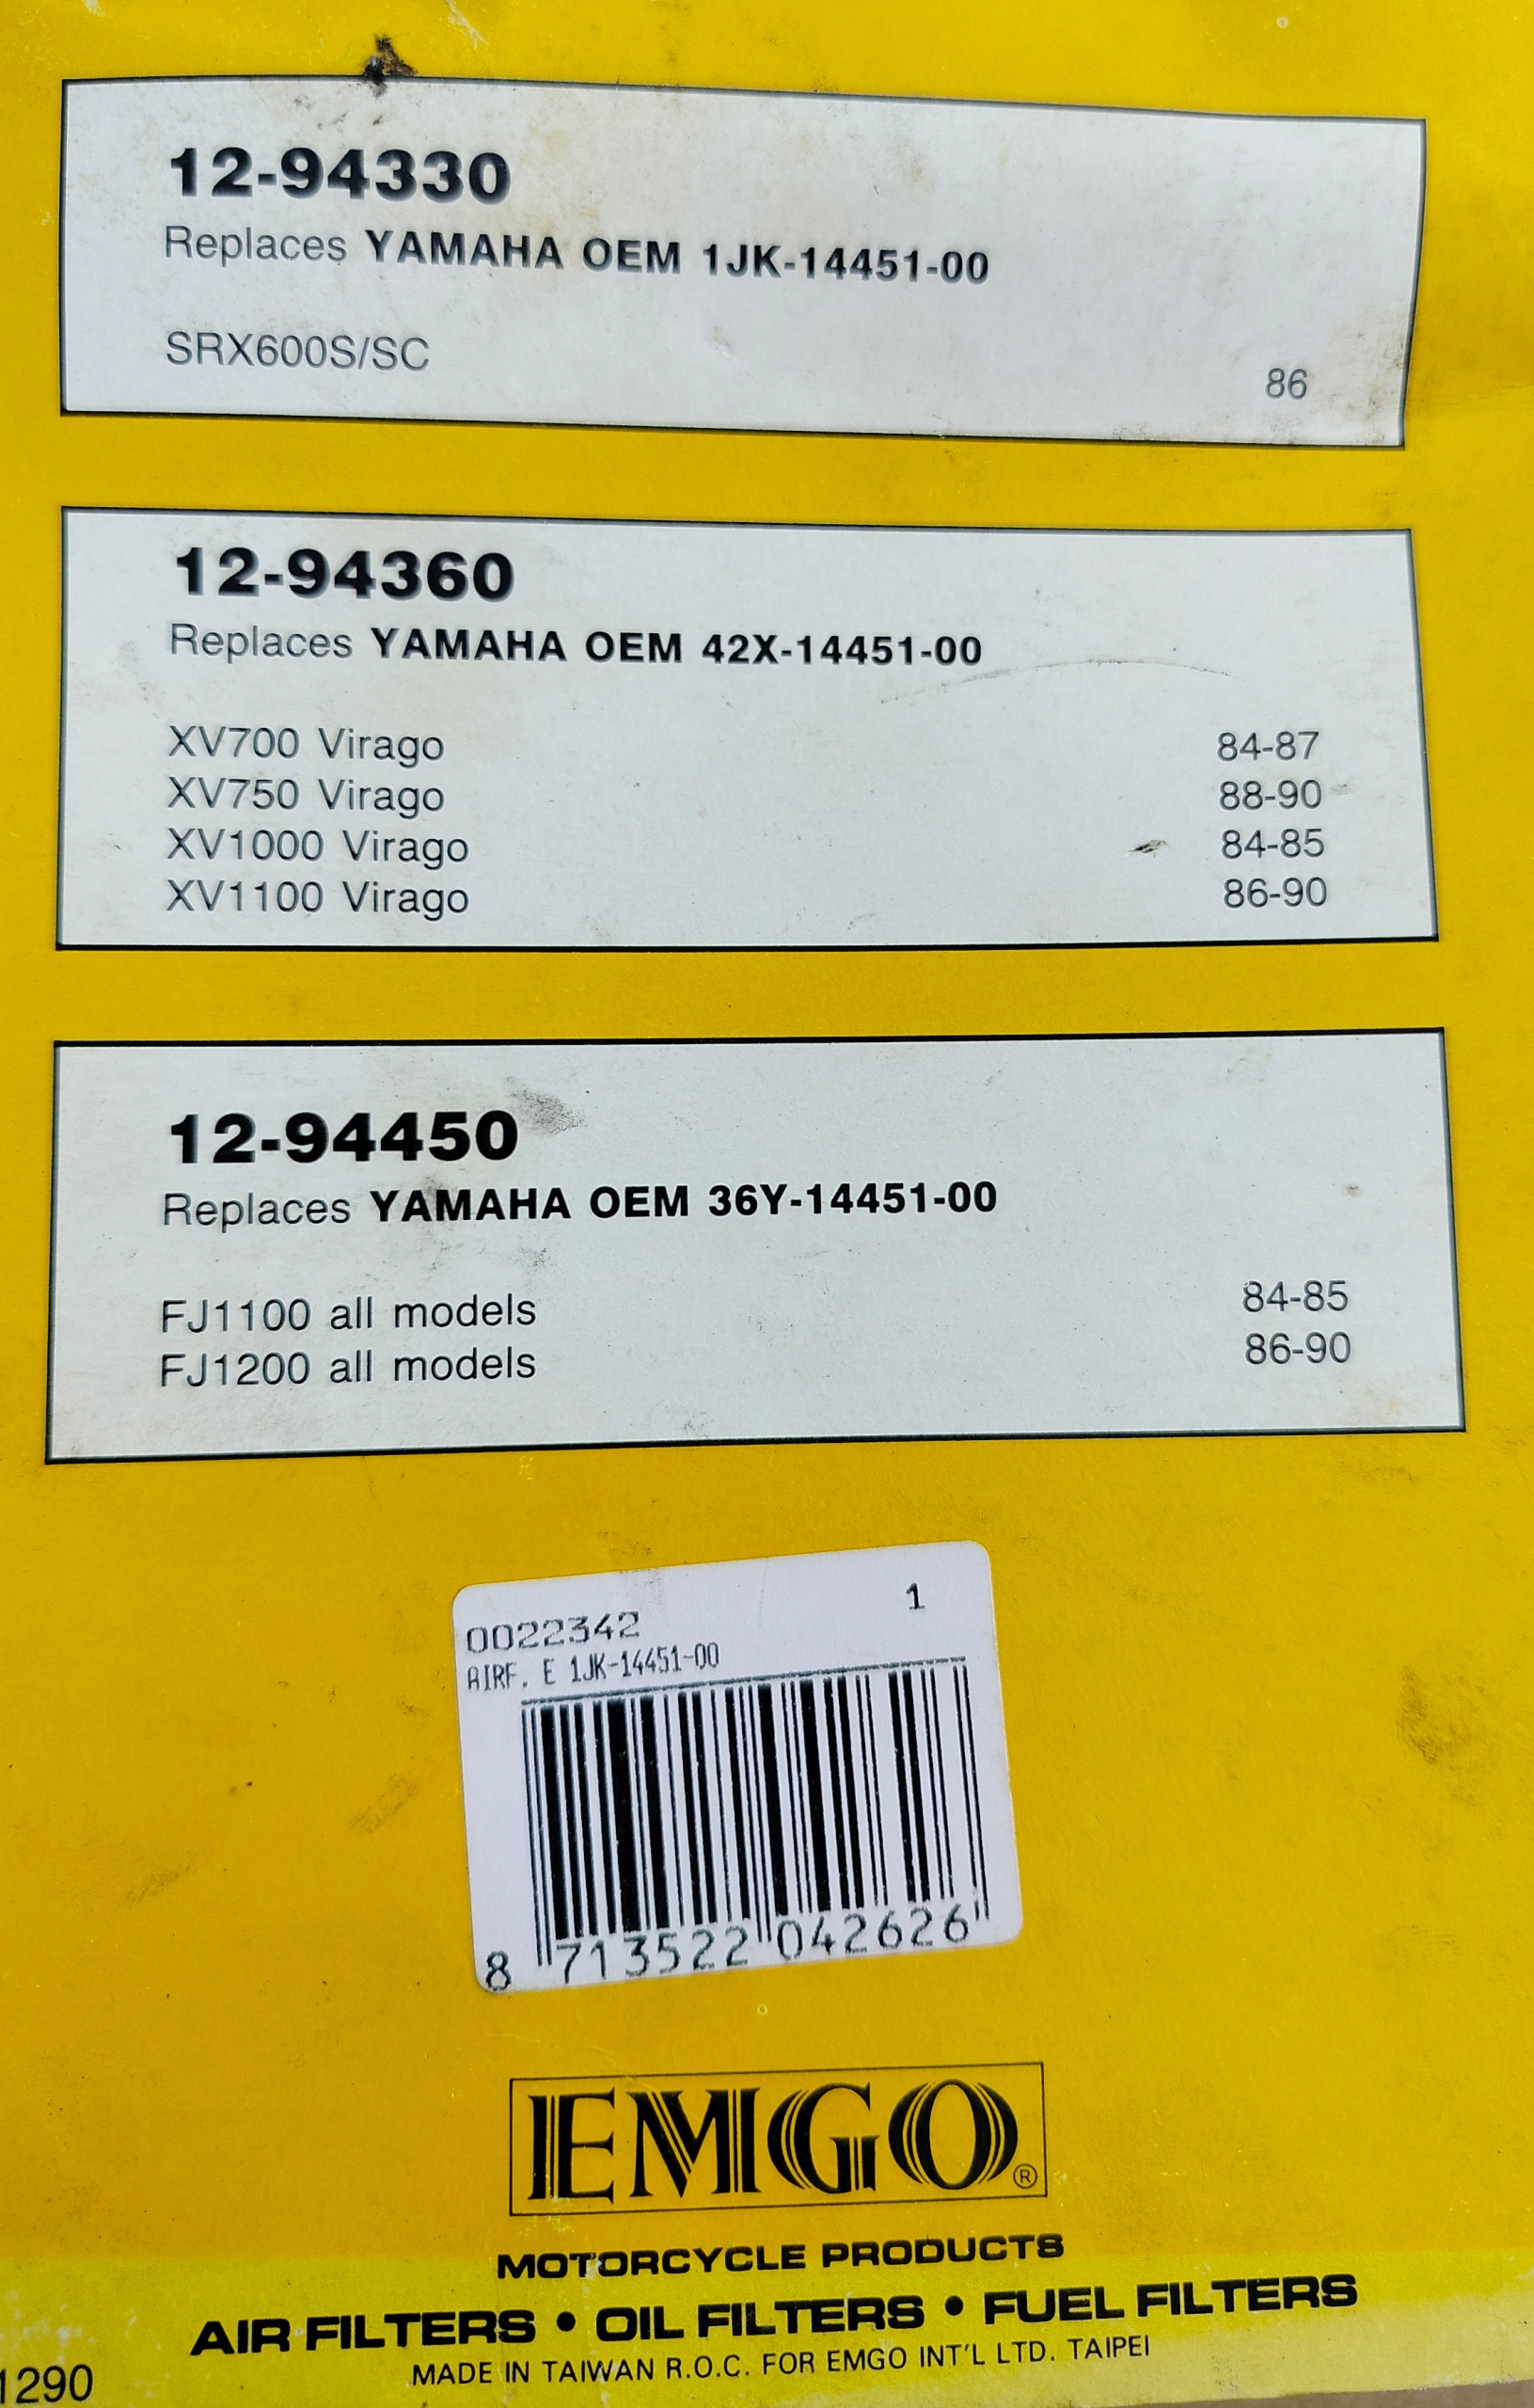 12-94330
Replaces YAMAHA OEM 1JK-14451-00
SRX600S/SC 86
12-94360
Replaces YAMAHA OEM 42X-14451-00
XV700 Virago 84-87
XV750 Virago 88-90
XV1000 Virago 84-85
XV1100 Virago 86-90
12-94450
Replaces YAMAHA OEM 36Y-14451-00
FJ1100 all models 84-85
FJ1200 all models 86-90
0022342 1
AIRF. E 1JK-14451-00
8 713522 042626
EMGO®
MOTORCYCLE PRODUCTS
AIR FILTERS • OIL FILTERS • FUEL FILTERS
MADE IN TAIWAN R.O.C. FOR EMGO INT'L LTD. TAIPEI
1290